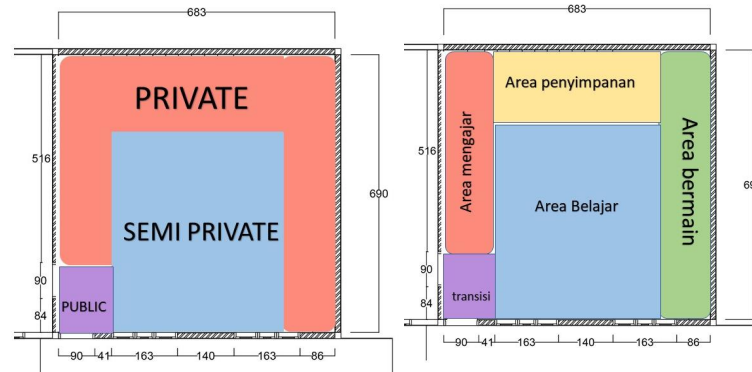 683
PRIVATE
516
690
SEMI PRIVATE
90
PUBLIC
84
90 41 163 140 163 86
683
Area penyimpanan
Area mengajar
Area bermain
516
Area Belajar
90
transisi
84
90 41 163 140 163 86